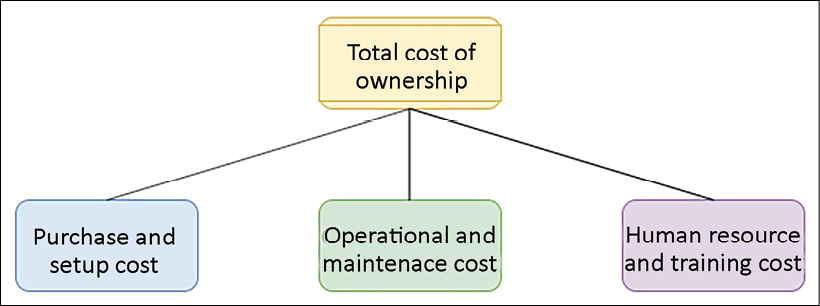 Total cost of
ownership
Purchase and
setup cost
Operational and
maintenace cost
Human resource
and training cost